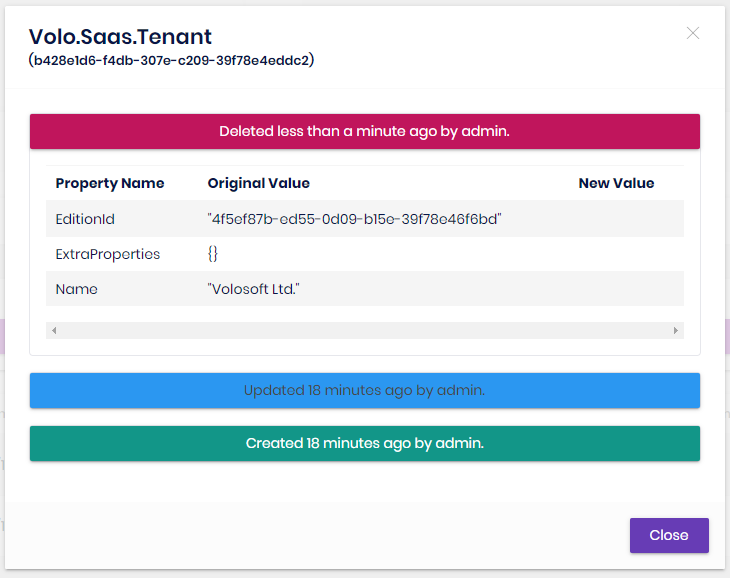 Volo.Saas.Tenant
(b428e1d6-f4db-307e-c209-39f78e4eddc2)
Deleted less than a minute ago by admin.
Property Name Original Value New Value
EditionId "4f5ef87b-ed55-0d09-b15e-39f78e46f6bd"
ExtraProperties {}
Name "Volosoft Ltd."
Updated 18 minutes ago by admin.
Created 18 minutes ago by admin.
Close